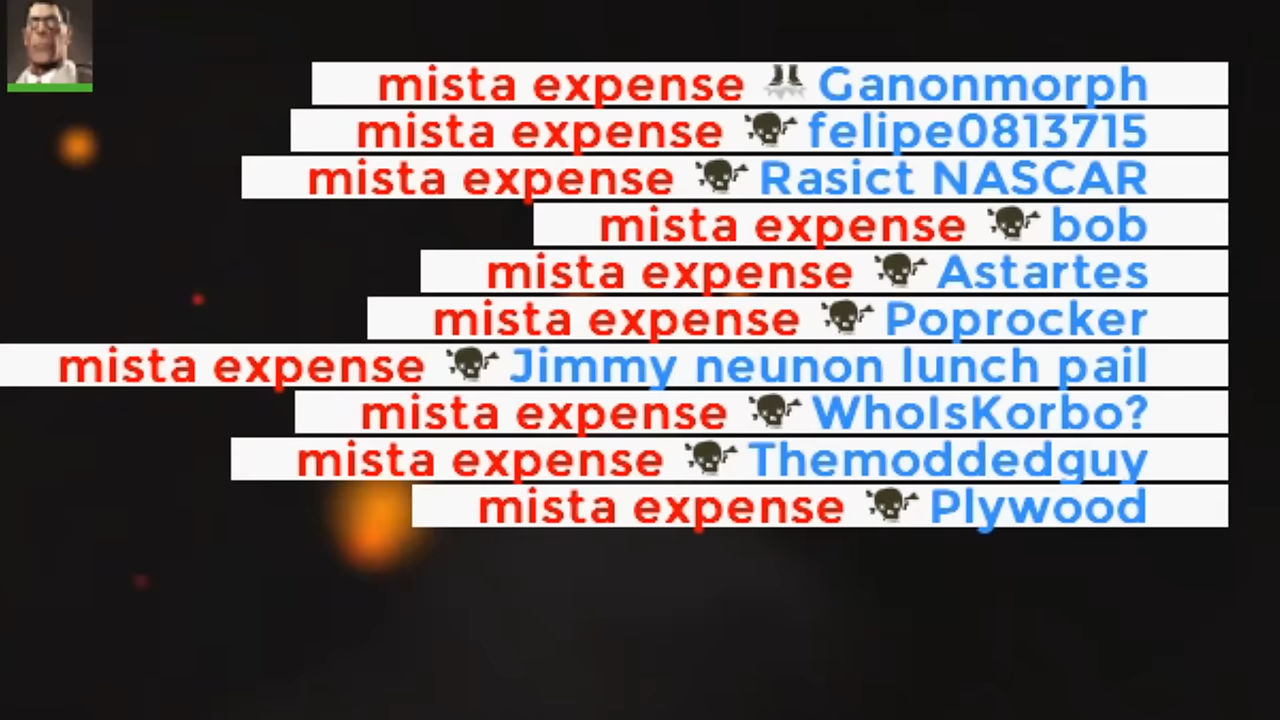 mista expense Ganonmorph
mista expense felipe0813715
mista expense Rasict NASCAR
mista expense bob
mista expense Astartes
mista expense Poprocker
mista expense Jimmy neunon lunch pail
mista expense WhoIsKorbo?
mista expense Themoddedguy
mista expense Plywood